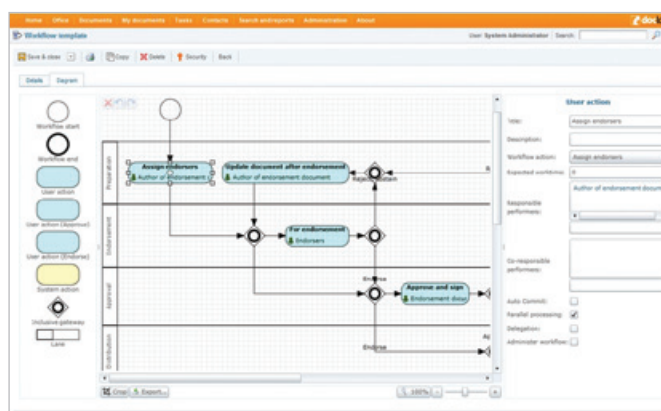 Home Office Documents My documents Tasks Contacts Search and reports Administration About
Workflow template
User: System Administrator Search:
Save & close Copy Delete Security Back
Details Diagram
Workflow start
Workflow end
User action
User action (Approve)
User action (Endorse)
System action
Inclusive gateway
Lane
Preparation
Assign endorsers
Author of endorsement
Update document after endorsement
Author of endorsement document
Endorsement
For endorsement
Endorsers
Endorse
Approval
Approve and sign
Endorsement docu
Distribution
Endorse
Crop Export...
100%
User action
Title: Assign endorsers
Description:
Workflow action: Assign endorsers
Expected worktime: 0
Responsible performers:
Author of endorsement docum
Co-responsible performers:
Auto Commit:
Parallel processing:
Delegation:
Administer workflow: